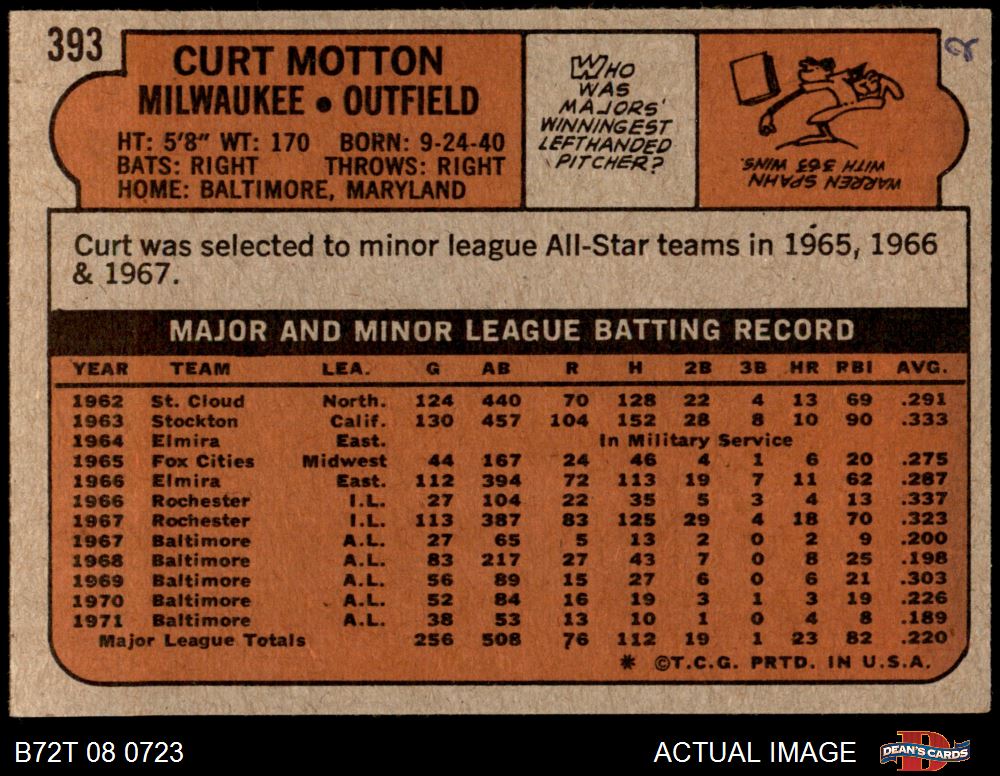 393
CURT MOTTON
MILWAUKEE • OUTFIELD
HT: 5'8" WT: 170 BORN: 9-24-40
BATS: RIGHT THROWS: RIGHT
HOME: BALTIMORE, MARYLAND
WHO
WAS
MAJORS'
WINNINGEST
LEFTHANDED
PITCHER?
WARREN SPAHN
WITH 363 WINS.
Curt was selected to minor league All-Star teams in 1965, 1966
& 1967.
MAJOR AND MINOR LEAGUE BATTING RECORD
YEAR TEAM LEA. G AB R H 2B 3B HR RBI AVG.
1962 St. Cloud North. 124 440 70 128 22 4 13 69 .291
1963 Stockton Calif. 130 457 104 152 28 8 10 90 .333
1964 Elmira East. In Military Service
1965 Fox Cities Midwest 44 167 24 46 4 1 6 20 .275
1966 Elmira East. 112 394 72 113 19 7 11 62 .287
1966 Rochester I.L. 27 104 22 35 5 3 4 13 .337
1967 Rochester I.L. 113 387 83 125 29 4 18 70 .323
1967 Baltimore A.L. 27 65 5 13 2 0 2 9 .200
1968 Baltimore A.L. 83 217 27 43 7 0 8 25 .198
1969 Baltimore A.L. 56 89 15 27 6 0 6 21 .303
1970 Baltimore A.L. 52 84 16 19 3 1 3 19 .226
1971 Baltimore A.L. 38 53 13 10 1 0 4 8 .189
Major League Totals 256 508 76 112 19 1 23 82 .220
* ©T.C.G. PRTD. IN U.S.A.
B72T 08 0723
ACTUAL IMAGE
DEAN'S CARDS